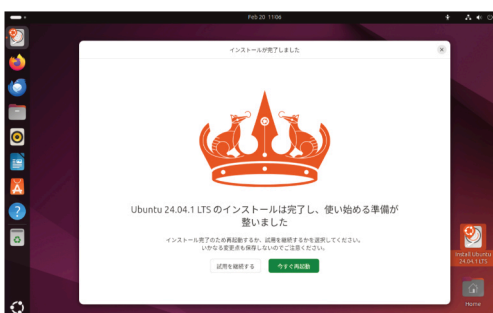 Feb 20 11:06
インストールが完了しました
Ubuntu 24.04.1 LTS のインストールは完了し、使い始める準備が
整いました
インストール完了のため再起動するか、試用を継続するかを選択してください。
いかなる変更点も保存しないのでご注意ください。
試用を継続する
今すぐ再起動
Install Ubuntu
24.04.1 LTS
Home